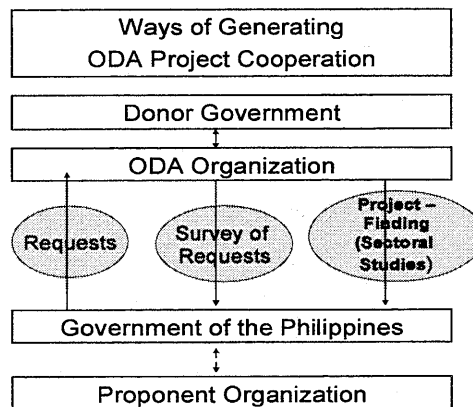 Ways of Generating
ODA Project Cooperation
Donor Government
ODA Organization
Requests
Survey of
Requests
Project –
Finding
(Sectoral
Studies)
Government of the Philippines
Proponent Organization